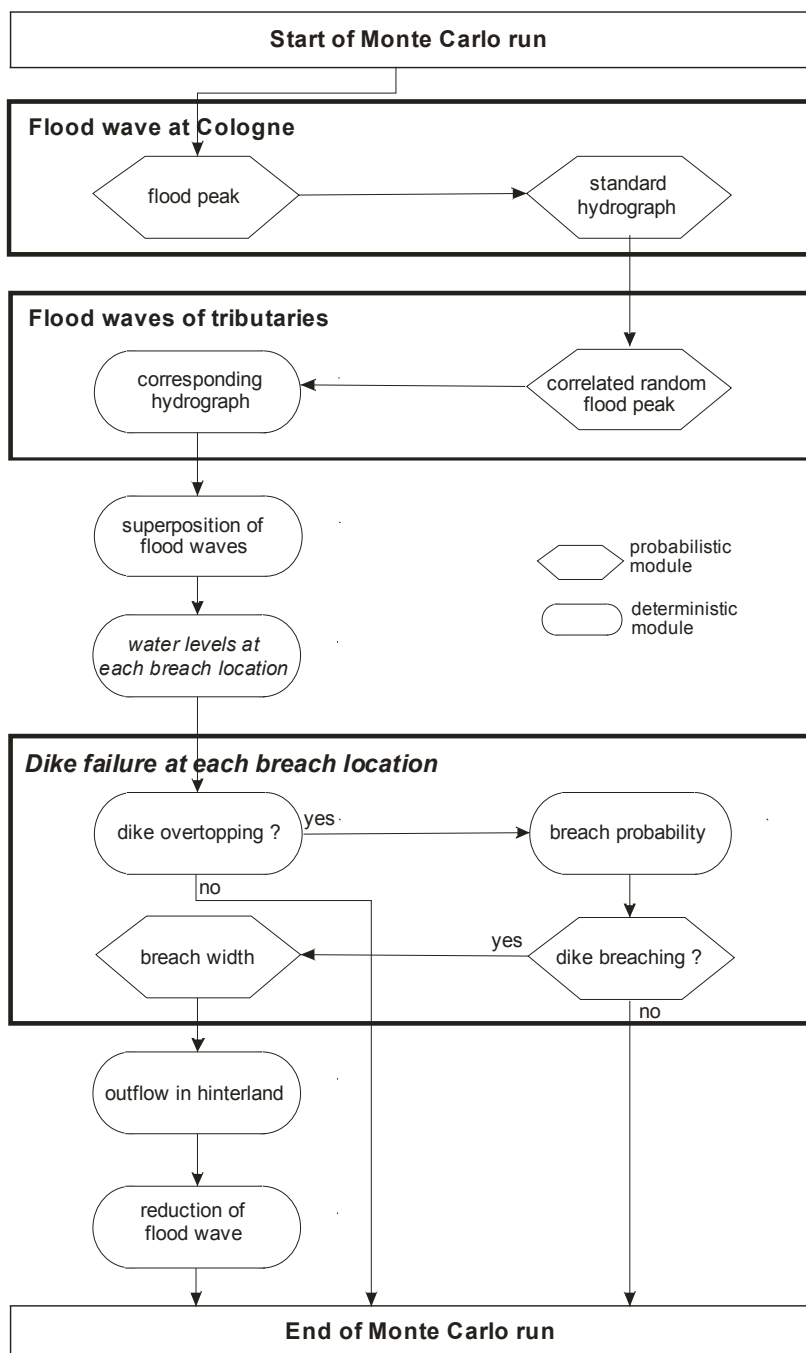 Start of Monte Carlo run
Flood wave at Cologne
flood peak
standard
hydrograph
Flood waves of tributaries
corresponding
hydrograph
correlated random
flood peak
superposition of
flood waves
probabilistic
module
water levels at
each breach location
deterministic
module
Dike failure at each breach location
dike overtopping ?
yes
breach probability
no
breach width
yes
dike breaching ?
no
outflow in hinterland
reduction of
flood wave
End of Monte Carlo run